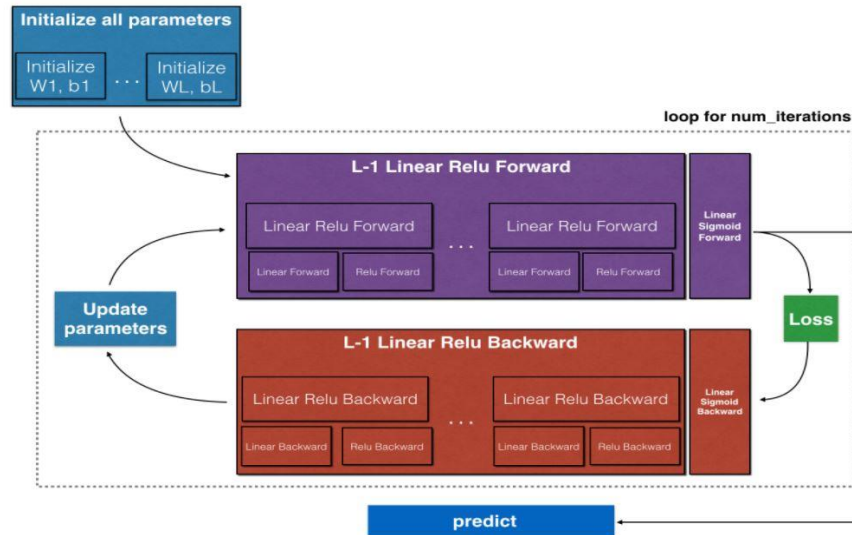 Initialize all parameters
Initialize
W1, b1
. . .
Initialize
WL, bL
loop for num_iterations
L-1 Linear Relu Forward
Linear Relu Forward
. . .
Linear Relu Forward
Linear Forward
Relu Forward
Linear Forward
Relu Forward
Linear
Sigmoid
Forward
Update
parameters
Loss
L-1 Linear Relu Backward
Linear Relu Backward
. . .
Linear Relu Backward
Linear Backward
Relu Backward
Linear Backward
Relu Backward
Linear
Sigmoid
Backward
predict